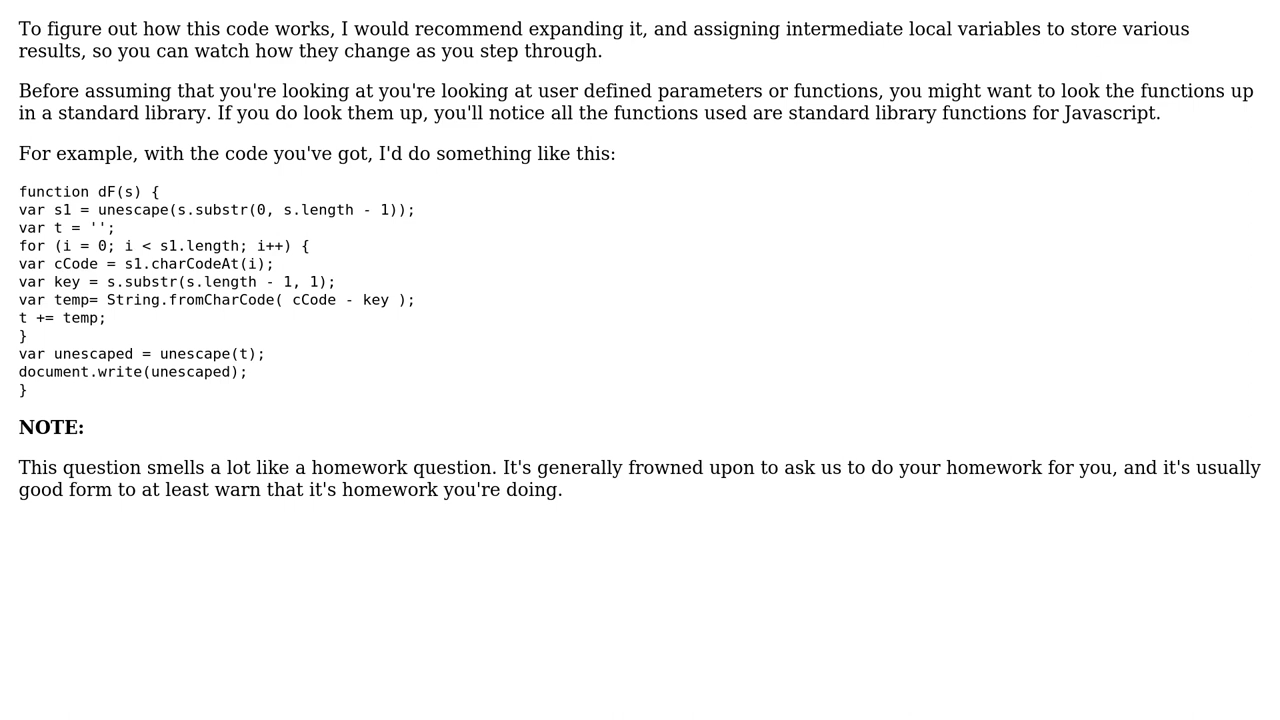 To figure out how this code works, I would recommend expanding it, and assigning intermediate local variables to store various
results, so you can watch how they change as you step through.
Before assuming that you're looking at you're looking at user defined parameters or functions, you might want to look the functions up
in a standard library. If you do look them up, you'll notice all the functions used are standard library functions for Javascript.
For example, with the code you've got, I'd do something like this:
function dF(s) {
var s1 = unescape(s.substr(0, s.length - 1));
var t = '';
for (i = 0; i < s1.length; i++) {
var cCode = s1.charCodeAt(i);
var key = s.substr(s.length - 1, 1);
var temp= String.fromCharCode( cCode - key );
t += temp;
}
var unescaped = unescape(t);
document.write(unescaped);
}
NOTE:
This question smells a lot like a homework question. It's generally frowned upon to ask us to do your homework for you, and it's usually
good form to at least warn that it's homework you're doing.